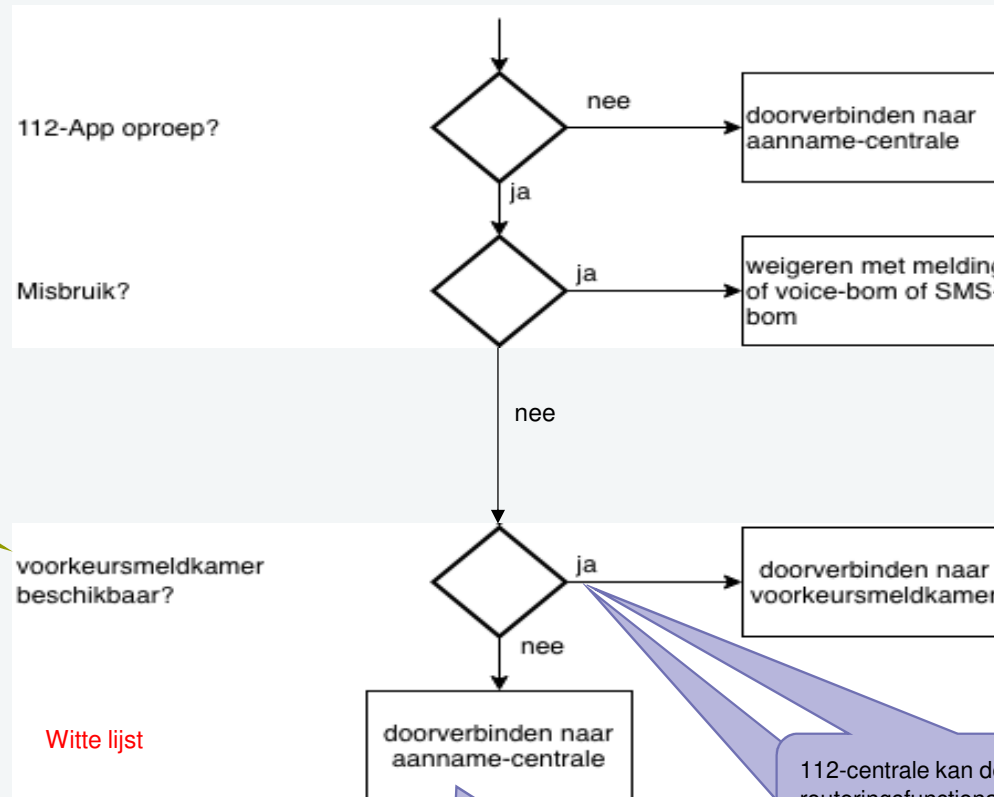 nee
112-App oproep?
doorverbinden naar
aanname-centrale
ja
Misbruik?
ja
weigeren met melding
of voice-bom of SMS-
bom
nee
voorkeursmeldkamer
beschikbaar?
ja
doorverbinden naar
voorkeursmeldkamer
nee
Witte lijst
doorverbinden naar
aanname-centrale
112-centrale kan